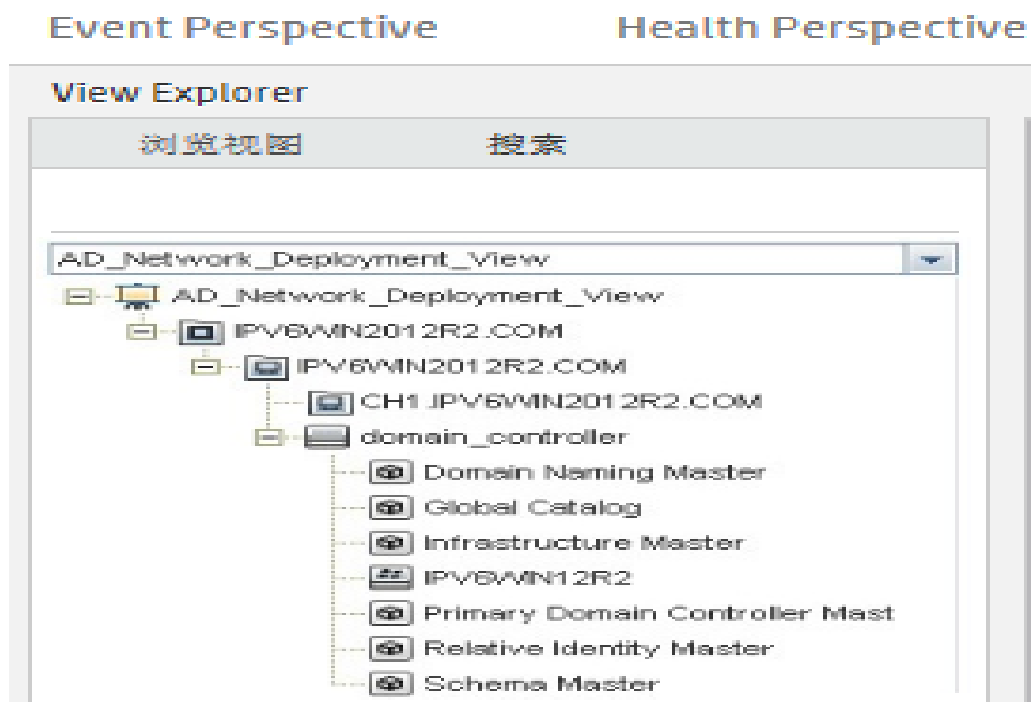 Event Perspective Health Perspective
View Explorer
浏览视图 搜索
AD_Network_Deployment_View
AD_Network_Deployment_View
IPV6WIN2012R2.COM
IPV6WIN2012R2.COM
CH1.IPV6WIN2012R2.COM
domain_controller
Domain Naming Master
Global Catalog
Infrastructure Master
IPV6WIN12R2
Primary Domain Controller Mast
Relative Identity Master
Schema Master